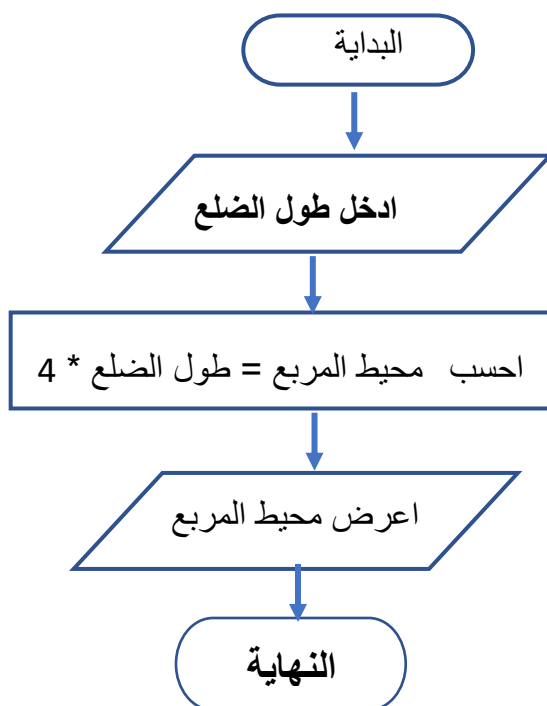 البداية
ادخل طول الضلع
احسب محيط المربع = طول الضلع * 4
اعرض محيط المربع
النهاية